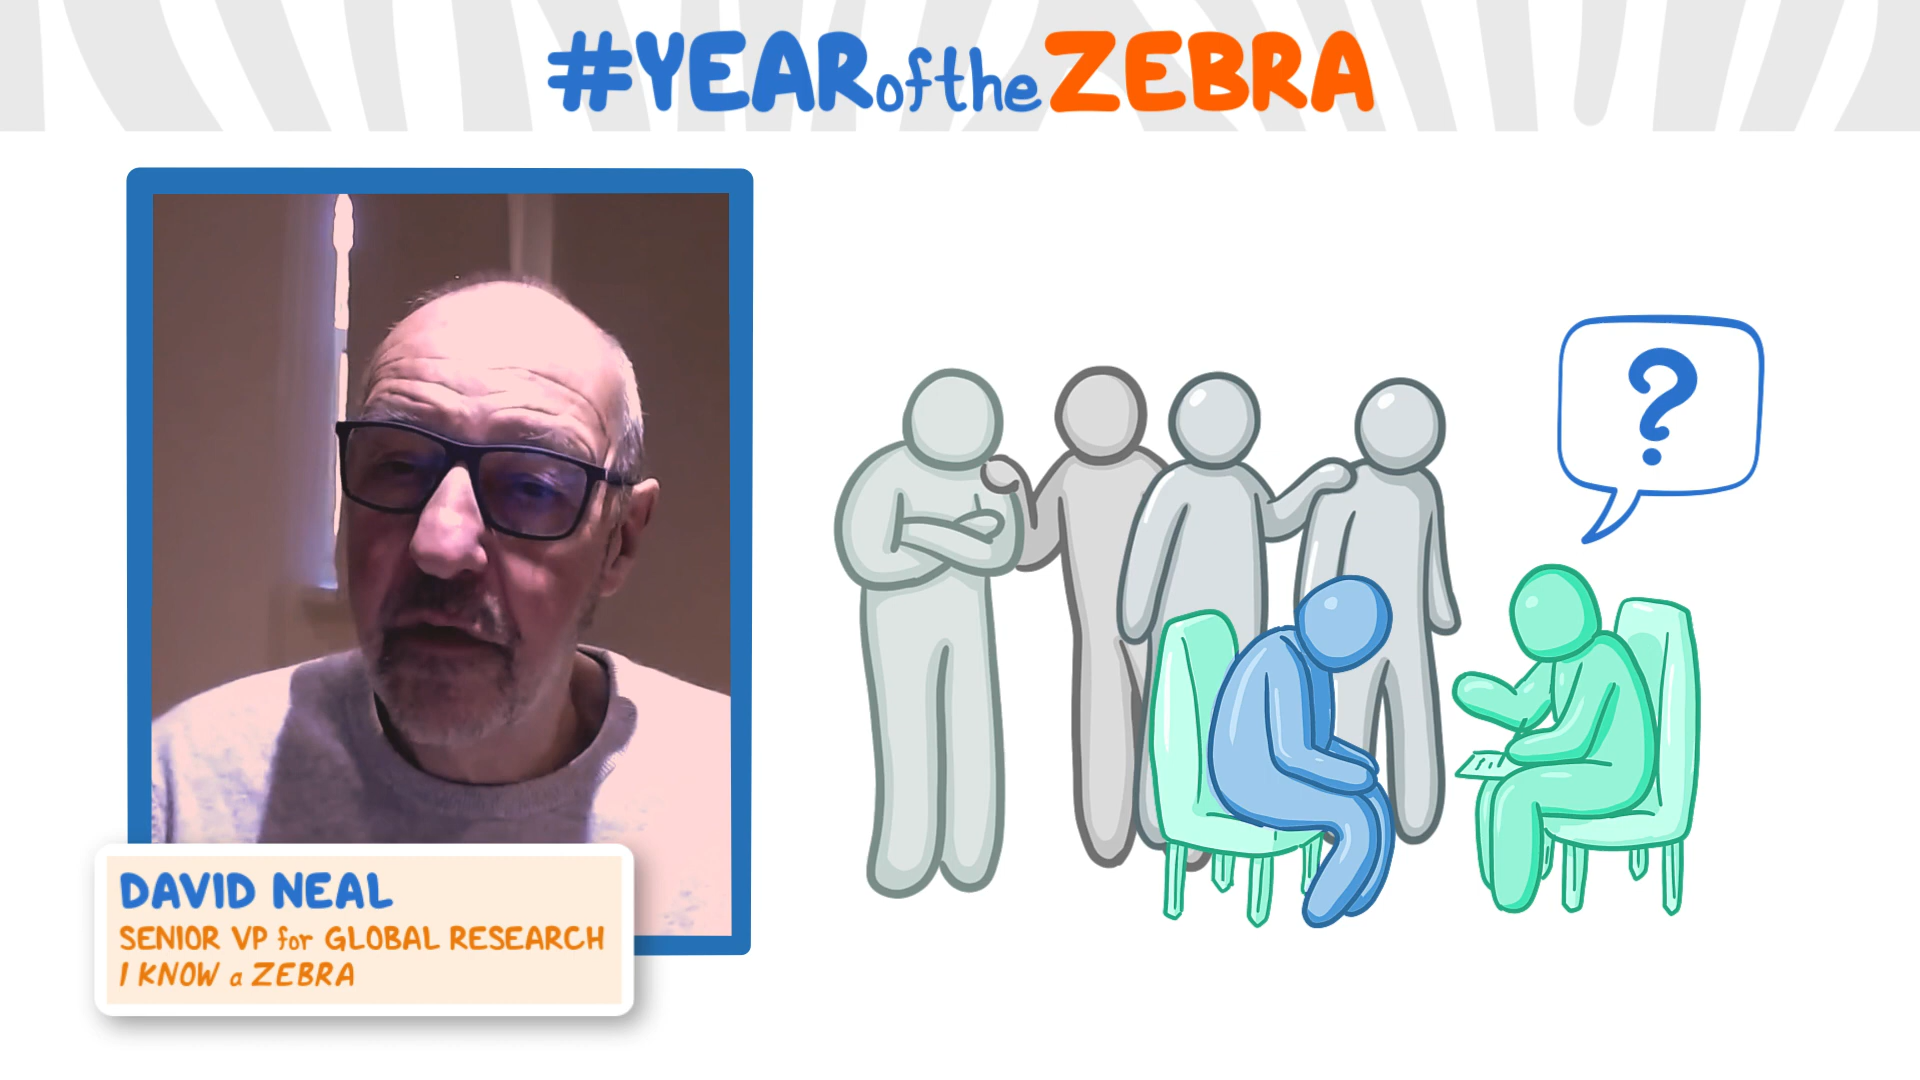 #YEARoftheZEBRA
?
DAVID NEAL
SENIOR VP for GLOBAL RESEARCH
I KNOW a ZEBRA